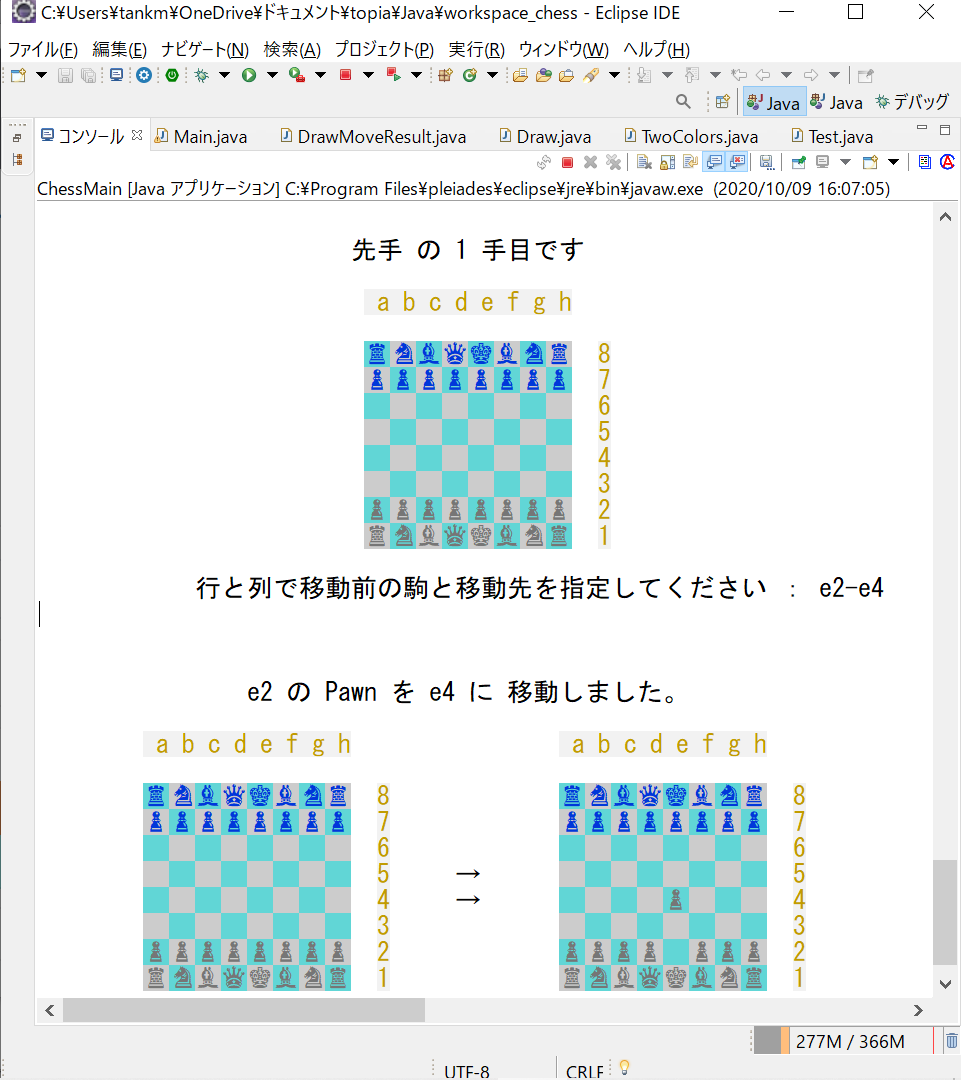 C:¥Users¥tankm¥OneDrive¥ドキュメント¥topia¥Java¥workspace_chess - Eclipse IDE
ファイル(F) 編集(E) ナビゲート(N) 検索(A) プロジェクト(P) 実行(R) ウィンドウ(W) ヘルプ(H)
Java Java デバッグ
コンソール Main.java DrawMoveResult.java Draw.java TwoColors.java Test.java
ChessMain [Java アプリケーション] C:¥Program Files¥pleiades¥eclipse¥jre¥bin¥javaw.exe (2020/10/09 16:07:05)
先手 の 1 手目です
a b c d e f g h
8
7
6
5
4
3
2
1
行と列で移動前の駒と移動先を指定してください : e2-e4
e2 の Pawn を e4 に 移動しました。
a b c d e f g h a b c d e f g h
8 8
7 7
6 6
5 → 5
4 → 4
3 3
2 2
1 1
277M / 366M
UTF-8 CRLF